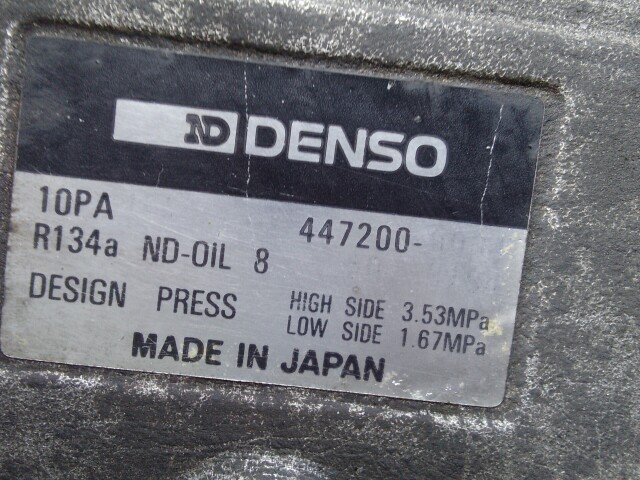 ND DENSO
10PA
447200-
R134a ND-OiL 8
DESIGN PRESS HIGH SIDE 3.53MPa
LOW SIDE 1.67MPa
MADE IN JAPAN